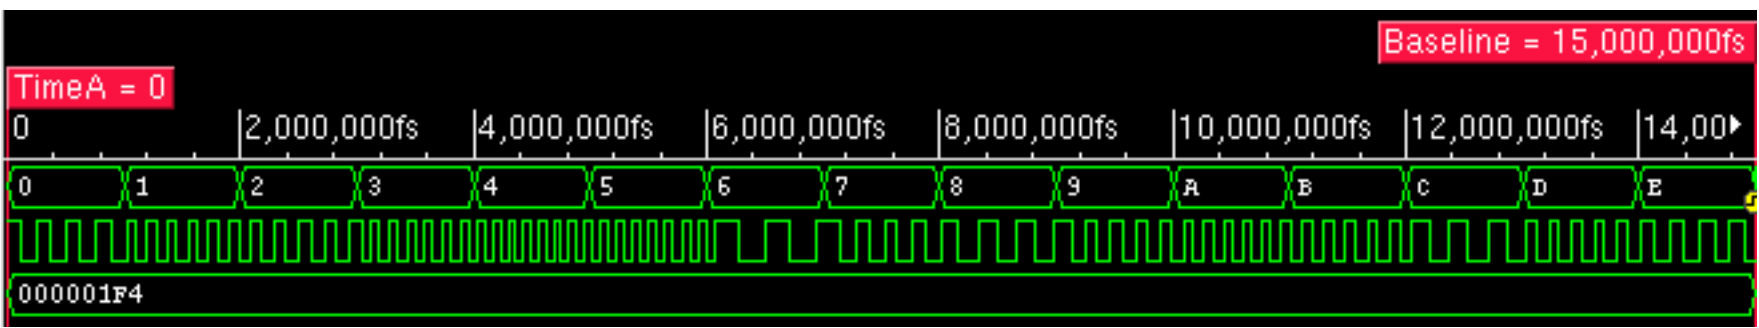 Baseline = 15,000,000fs
TimeA = 0
0 2,000,000fs 4,000,000fs 6,000,000fs 8,000,000fs 10,000,000fs 12,000,000fs 14,00
0 1 2 3 4 5 6 7 8 9 A B C D E
000001F4